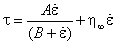 τ = Aε̇ / (B + ε̇) + η∞ ε̇